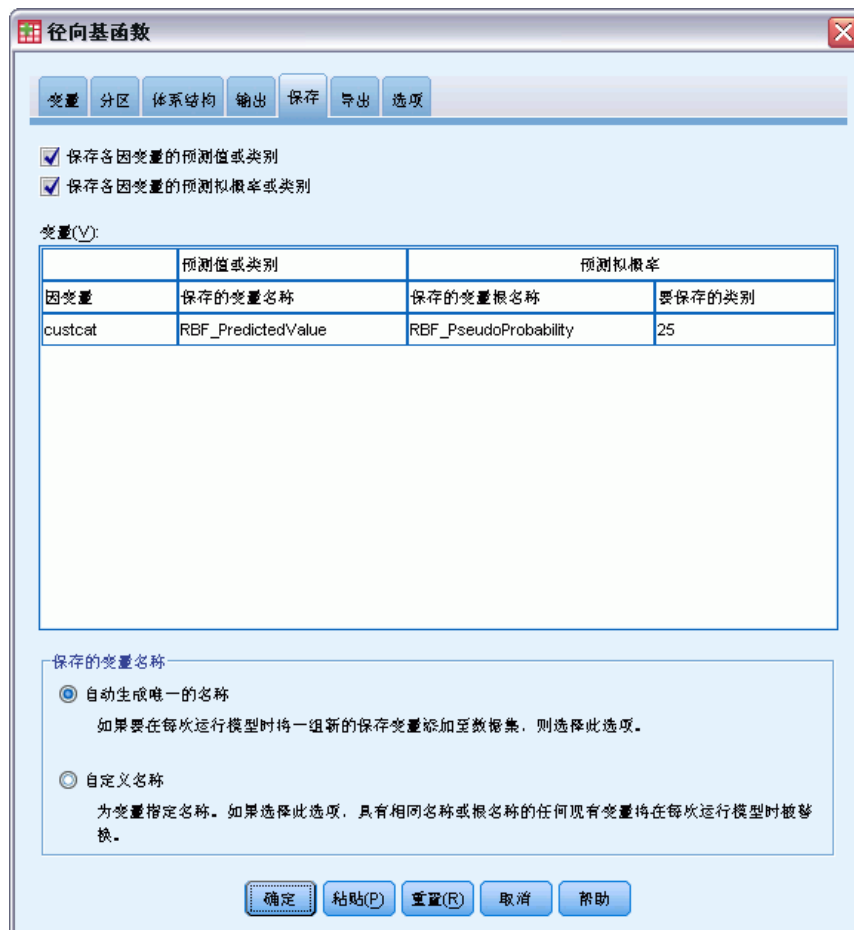 径向基函数
变量 分区 体系结构 输出 保存 导出 选项
保存各因变量的预测值或类别
保存各因变量的预测拟概率或类别
变量(V):
预测值或类别 预测拟概率
因变量 保存的变量名称 保存的变量根名称 要保存的类别
custcat RBF_PredictedValue RBF_PseudoProbability 25
保存的变量名称
自动生成唯一的名称
如果要在每次运行模型时将一组新的保存变量添加至数据集，则选择此选项。
自定义名称
为变量指定名称。如果选择此选项，具有相同名称或根名称的任何现有变量将在每次运行模型时被替
换。
确定 粘贴(P) 重置(R) 取消 帮助